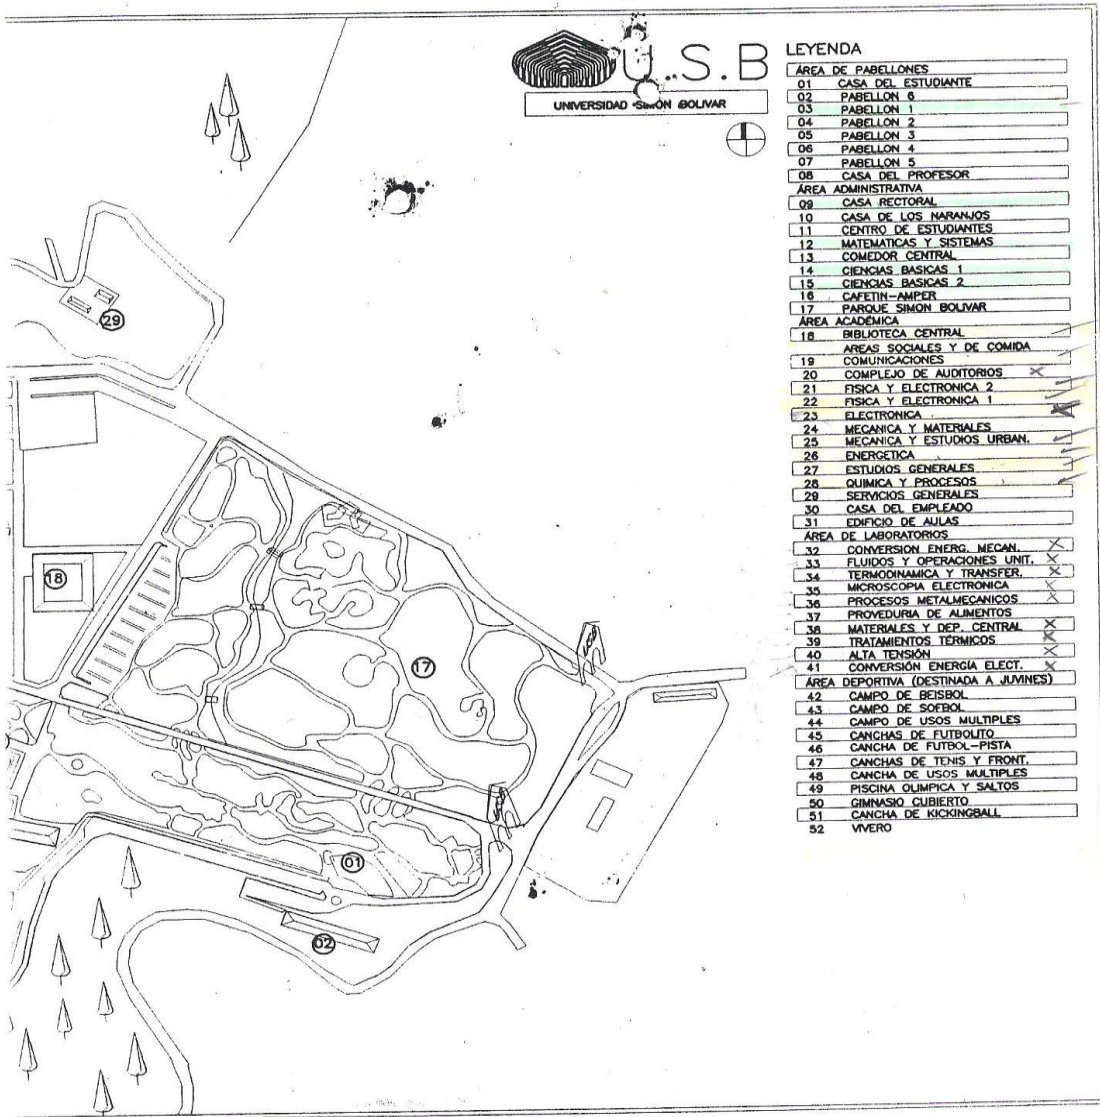 U.S.B
UNIVERSIDAD SIMÓN BOLIVAR
LEYENDA
ÁREA DE PABELLONES
01 CASA DEL ESTUDIANTE
02 PABELLON 6
03 PABELLON 1
04 PABELLON 2
05 PABELLON 3
06 PABELLON 4
07 PABELLON 5
08 CASA DEL PROFESOR
ÁREA ADMINISTRATIVA
09 CASA RECTORAL
10 CASA DE LOS NARANJOS
11 CENTRO DE ESTUDIANTES
12 MATEMATICAS Y SISTEMAS
13 COMEDOR CENTRAL
14 CIENCIAS BASICAS 1
15 CIENCIAS BASICAS 2
16 CAFETIN-AMPER
17 PARQUE SIMON BOLIVAR
ÁREA ACADÉMICA
18 BIBLIOTECA CENTRAL
AREAS SOCIALES Y DE COMIDA
19 COMUNICACIONES
20 COMPLEJO DE AUDITORIOS
21 FISICA Y ELECTRONICA 2
22 FISICA Y ELECTRONICA 1
23 ELECTRONICA
24 MECANICA Y MATERIALES
25 MECANICA Y ESTUDIOS URBAN.
26 ENERGETICA
27 ESTUDIOS GENERALES
28 QUIMICA Y PROCESOS
29 SERVICIOS GENERALES
30 CASA DEL EMPLEADO
31 EDIFICIO DE AULAS
ÁREA DE LABORATORIOS
32 CONVERSION ENERG. MECAN.
33 FLUIDOS Y OPERACIONES UNIT.
34 TERMODINAMICA Y TRANSFER.
35 MICROSCOPIA ELECTRONICA
36 PROCESOS METALMECANICOS
37 PROVEDURIA DE ALIMENTOS
38 MATERIALES Y DEP. CENTRAL
39 TRATAMIENTOS TÉRMICOS
40 ALTA TENSIÓN
41 CONVERSIÓN ENERGÍA ELECT.
ÁREA DEPORTIVA (DESTINADA A JUVINES)
42 CAMPO DE BEISBOL
43 CAMPO DE SOFBOL
44 CAMPO DE USOS MULTIPLES
45 CANCHAS DE FUTBOLITO
46 CANCHA DE FUTBOL-PISTA
47 CANCHAS DE TENIS Y FRONT.
48 CANCHA DE USOS MULTIPLES
49 PISCINA OLIMPICA Y SALTOS
50 GIMNASIO CUBIERTO
51 CANCHA DE KICKINGBALL
52 VIVERO
29
18
17
01
02